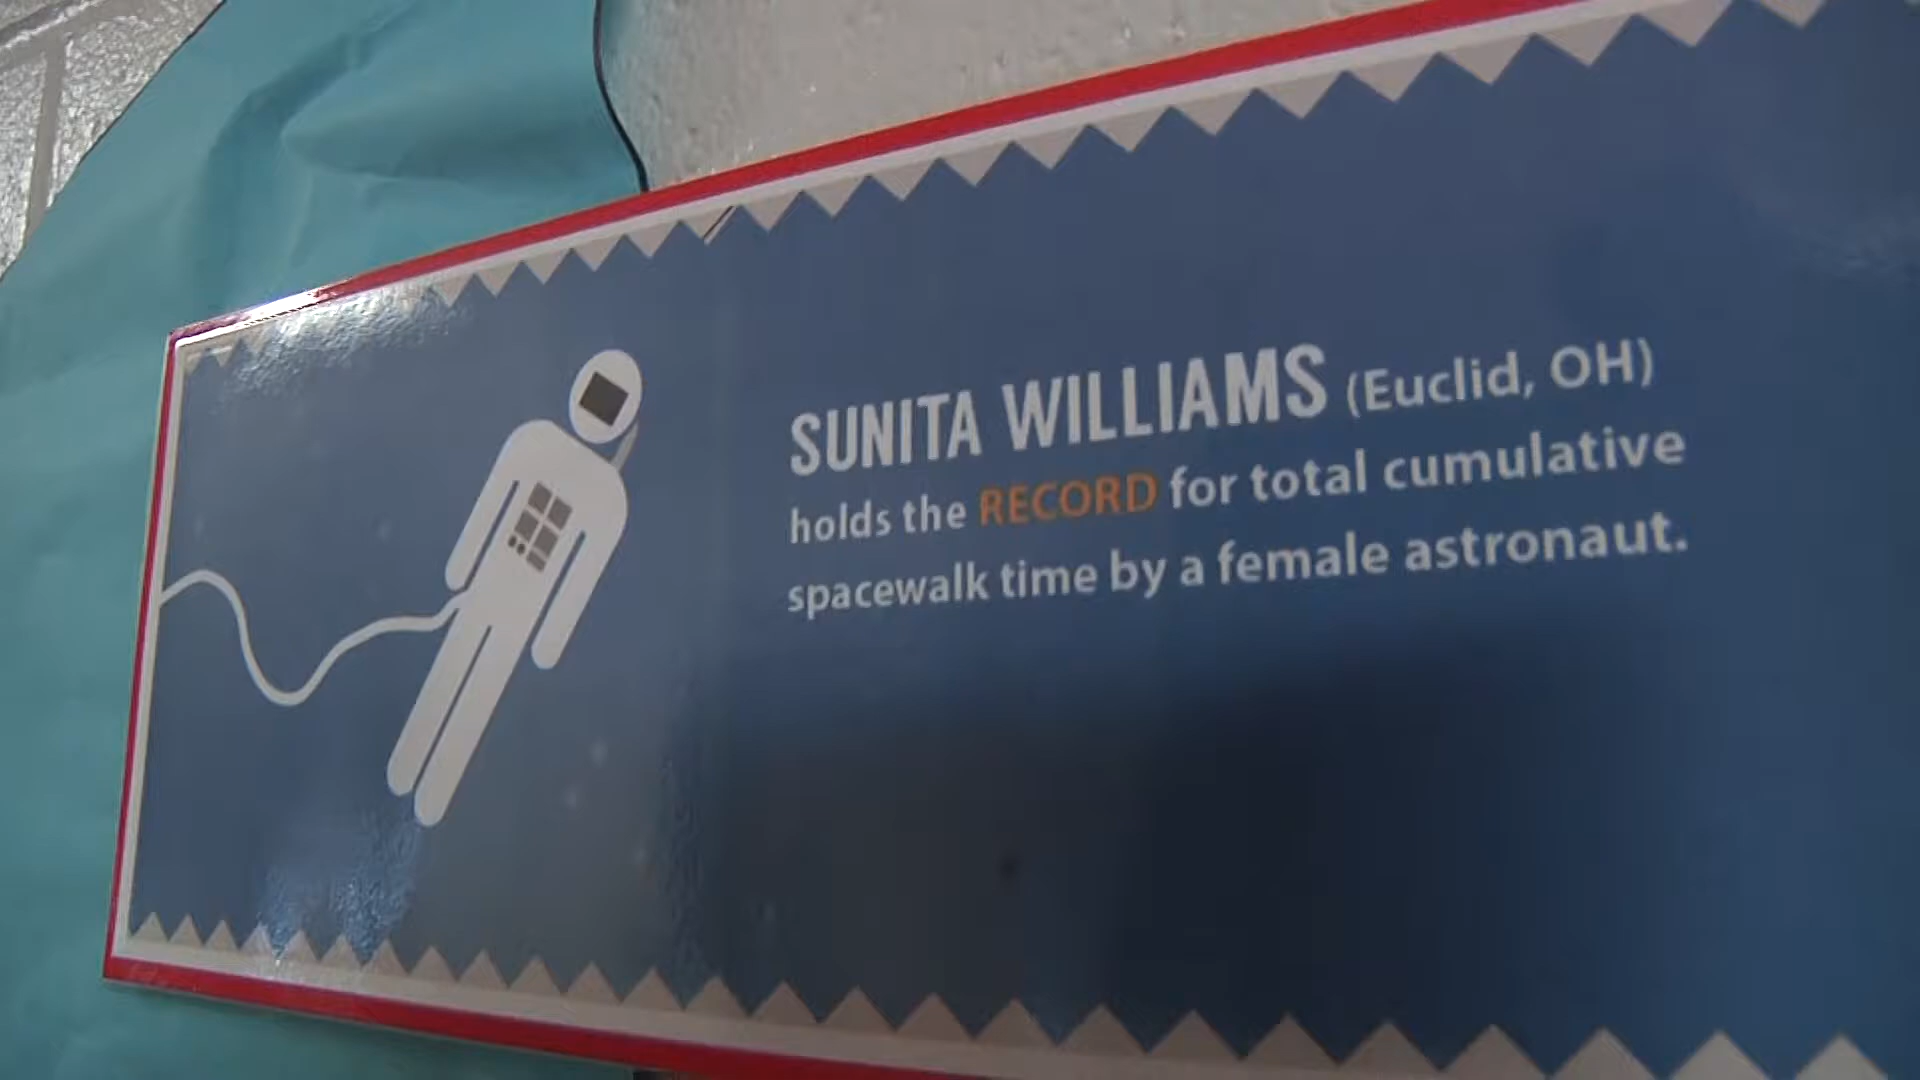 SUNITA WILLIAMS (Euclid, OH)
holds the RECORD for total cumulative
spacewalk time by a female astronaut.